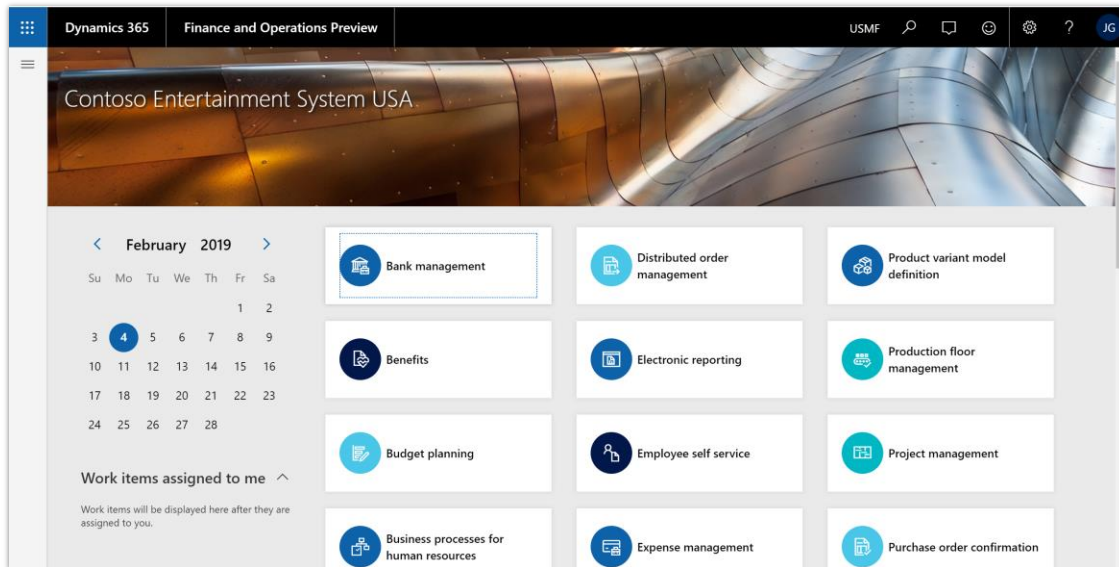 Dynamics 365
Finance and Operations Preview
USMF
?
JG
Contoso Entertainment System USA
February 2019
Su Mo Tu We Th Fr Sa
1 2
3 4 5 6 7 8 9
10 11 12 13 14 15 16
17 18 19 20 21 22 23
24 25 26 27 28
Work items assigned to me
Work items will be displayed here after they are
assigned to you.
Bank management
Distributed order
management
Product variant model
definition
Benefits
Electronic reporting
Production floor
management
Budget planning
Employee self service
Project management
Business processes for
human resources
Expense management
Purchase order confirmation